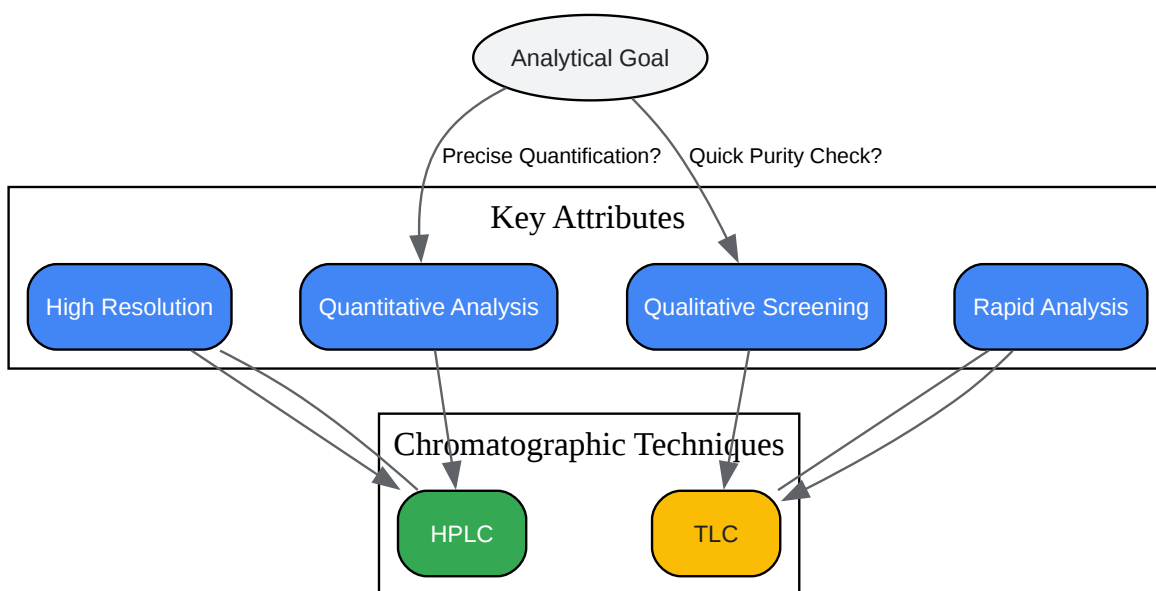 Analytical Goal
Precise Quantification?
Quick Purity Check?
Key Attributes
High Resolution
Quantitative Analysis
Qualitative Screening
Rapid Analysis
Chromatographic Techniques
HPLC
TLC